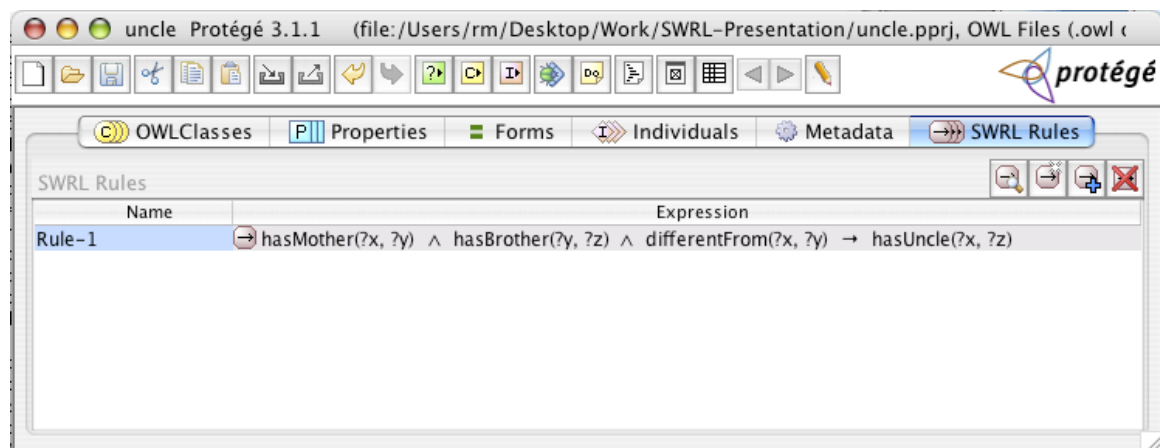 uncle Protégé 3.1.1 (file:/Users/rm/Desktop/Work/SWRL-Presentation/uncle.pprj, OWL Files (.owl
protégé
OWLClasses Properties Forms Individuals Metadata SWRL Rules
SWRL Rules
Name Expression
Rule-1 hasMother(?x, ?y) ∧ hasBrother(?y, ?z) ∧ differentFrom(?x, ?y) → hasUncle(?x, ?z)